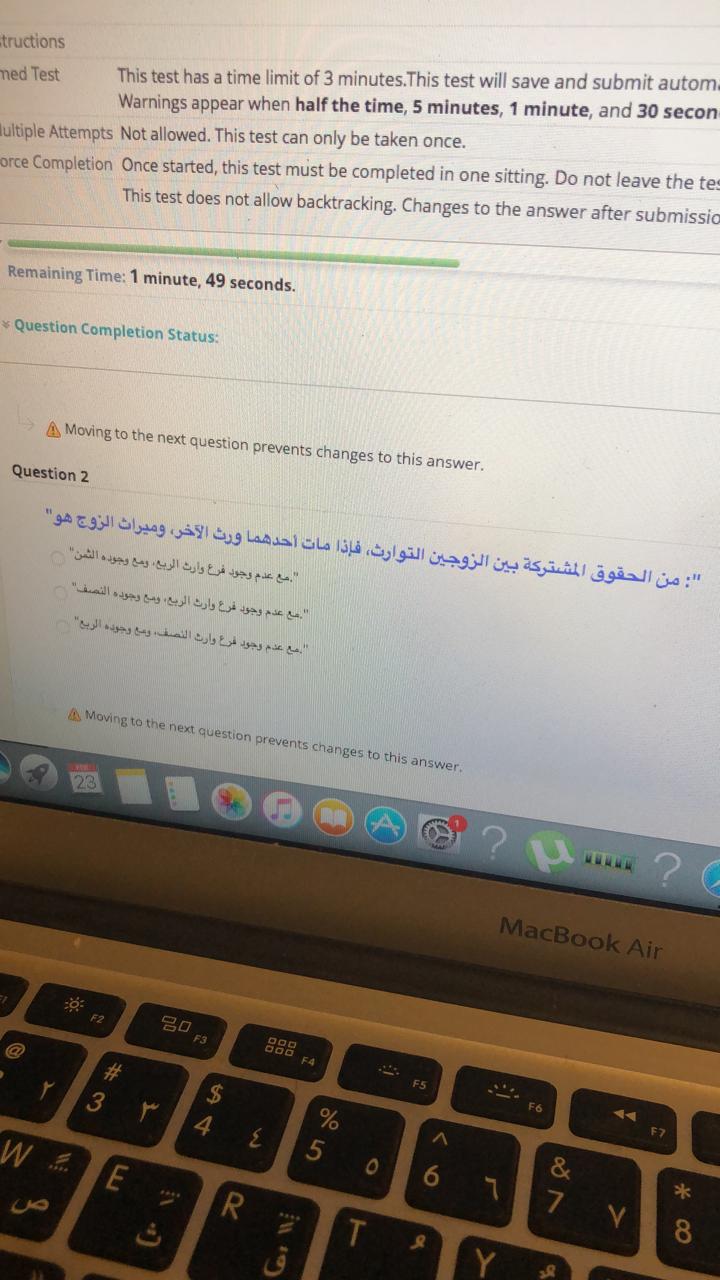 tructions
med Test This test has a time limit of 3 minutes.This test will save and submit automa
Warnings appear when half the time, 5 minutes, 1 minute, and 30 secon
ultiple Attempts Not allowed. This test can only be taken once.
orce Completion Once started, this test must be completed in one sitting. Do not leave the tes
This test does not allow backtracking. Changes to the answer after submissio
Remaining Time: 1 minute, 49 seconds.
Question Completion Status:
Moving to the next question prevents changes to this answer.
Question 2
": من الحقوق المشتركة بين الزوجين التوارث، فإذا مات أحدهما ورث الآخر، وميراث الزوج هو"
".مع عدم وجود فرع وارث الربع، ومع وجوده الثمن"
".مع عدم وجود فرع وارث الربع، ومع وجوده النصف"
".مع عدم وجود فرع وارث النصف، ومع وجوده الربع"
Moving to the next question prevents changes to this answer.
23
1
MacBook Air
F2 F3 F4 F5 F6 F7
@ # $ % ^ & *
٢ 3 ٣ 4 ٤ 5 ٥ 6 ٦ 7 ٧ 8
W ص E ث R ق T ف Y غ